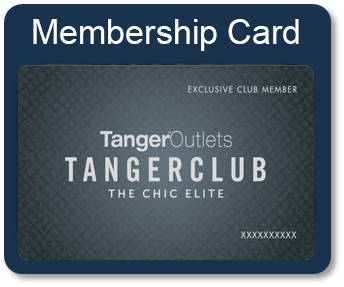 Membership Card
EXCLUSIVE CLUB MEMBER
TangerOutlets
TANGERCLUB
THE CHIC ELITE
XXXXXXXXXX